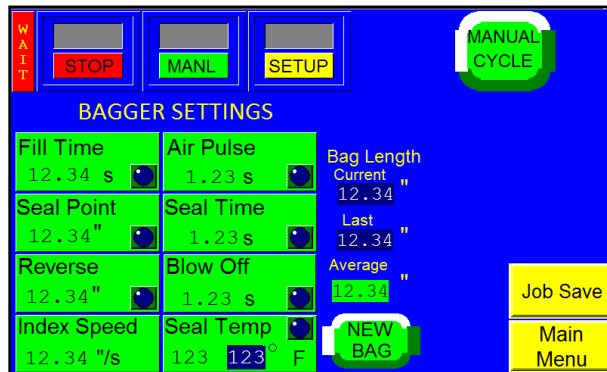 WAIT
STOP
MANL
SETUP
MANUAL
CYCLE
BAGGER SETTINGS
Fill Time
12.34 s
Air Pulse
1.23 s
Bag Length
Current
12.34 "
Seal Point
12.34"
Seal Time
1.23 s
Last
12.34 "
Reverse
12.34"
Blow Off
1.23 s
Average
12.34 "
Job Save
Index Speed
12.34 "/s
Seal Temp
123 123° F
NEW
BAG
Main
Menu